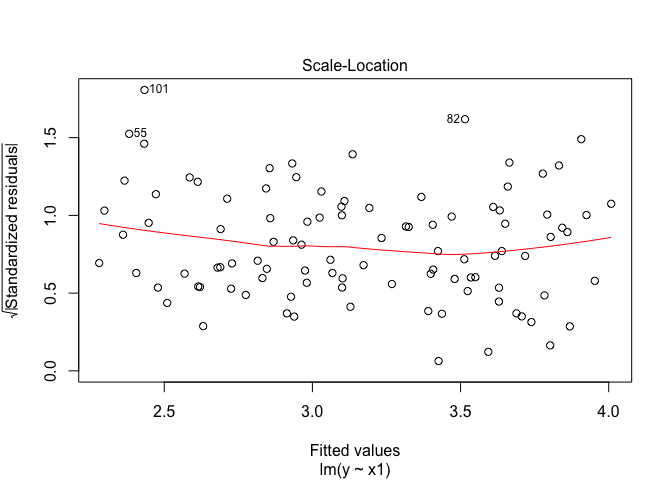 Scale-Location
√|Standardized residuals|
0.0 0.5 1.0 1.5
101
55
82
2.5 3.0 3.5 4.0
Fitted values
lm(y ~ x1)